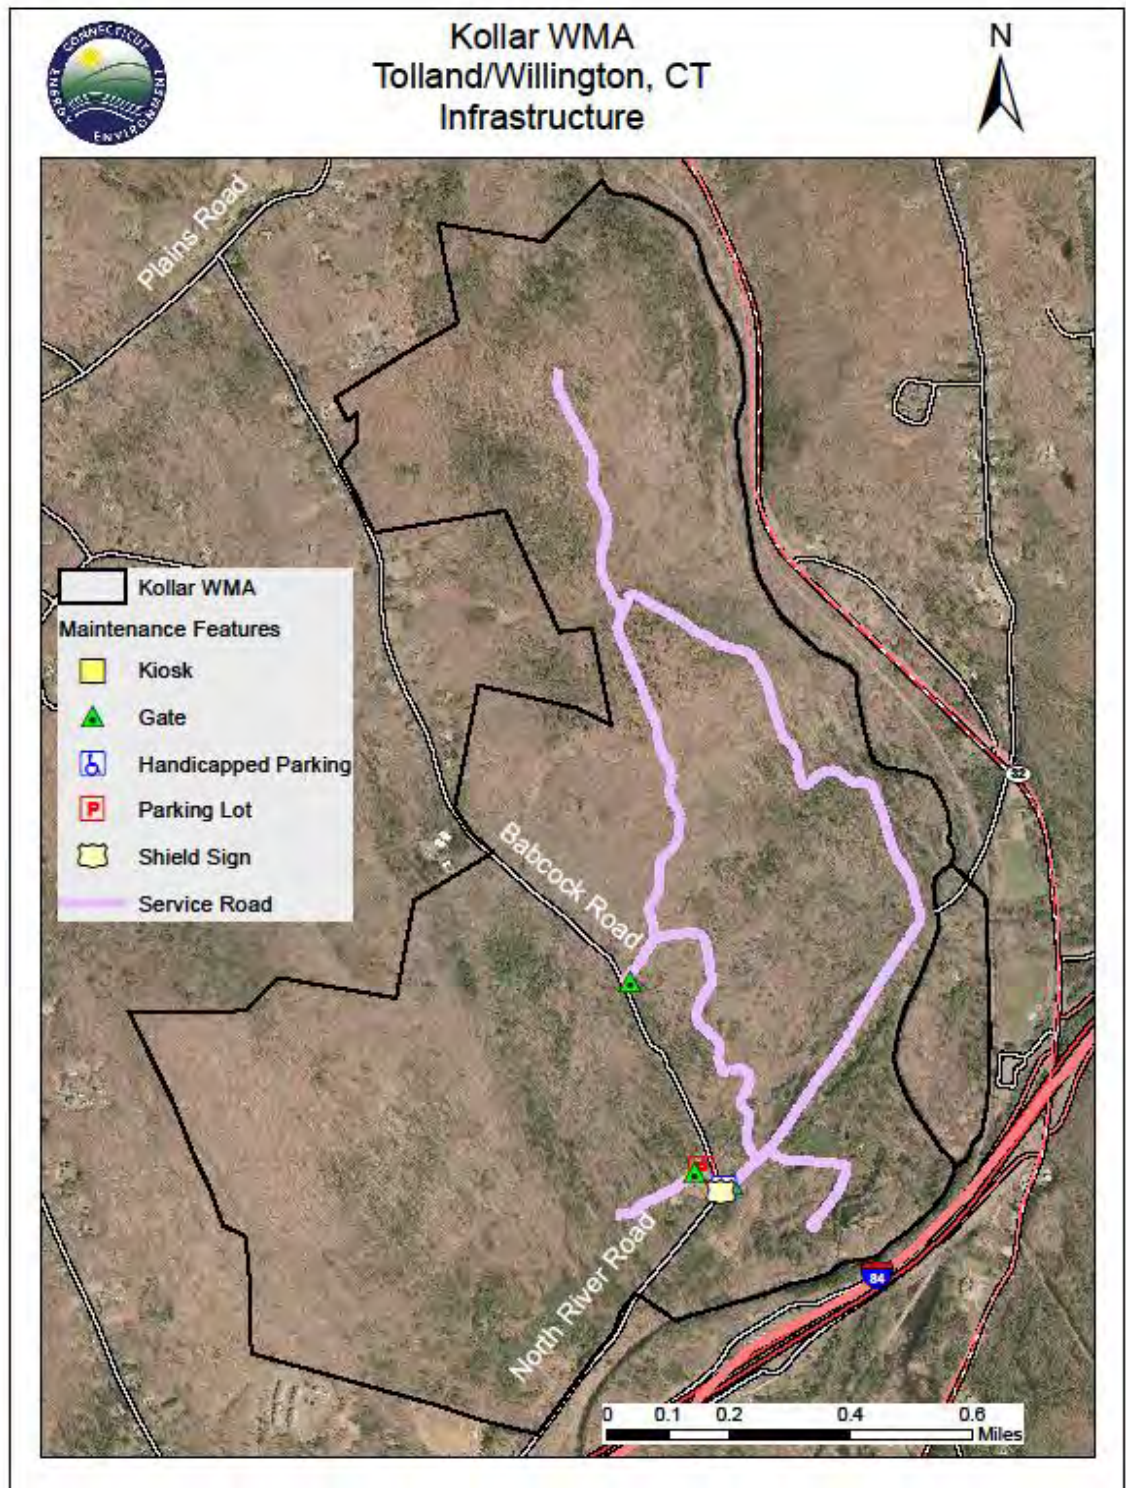 CONNECTICUT
ENERGY
ENVIRONMENT
Kollar WMA
Tolland/Willington, CT
Infrastructure
N
Plains Road
Kollar WMA
Maintenance Features
Kiosk
Gate
Handicapped Parking
P
Parking Lot
Shield Sign
Service Road
32
Babcock Road
P
North River Road
84
0 0.1 0.2 0.4 0.6
Miles